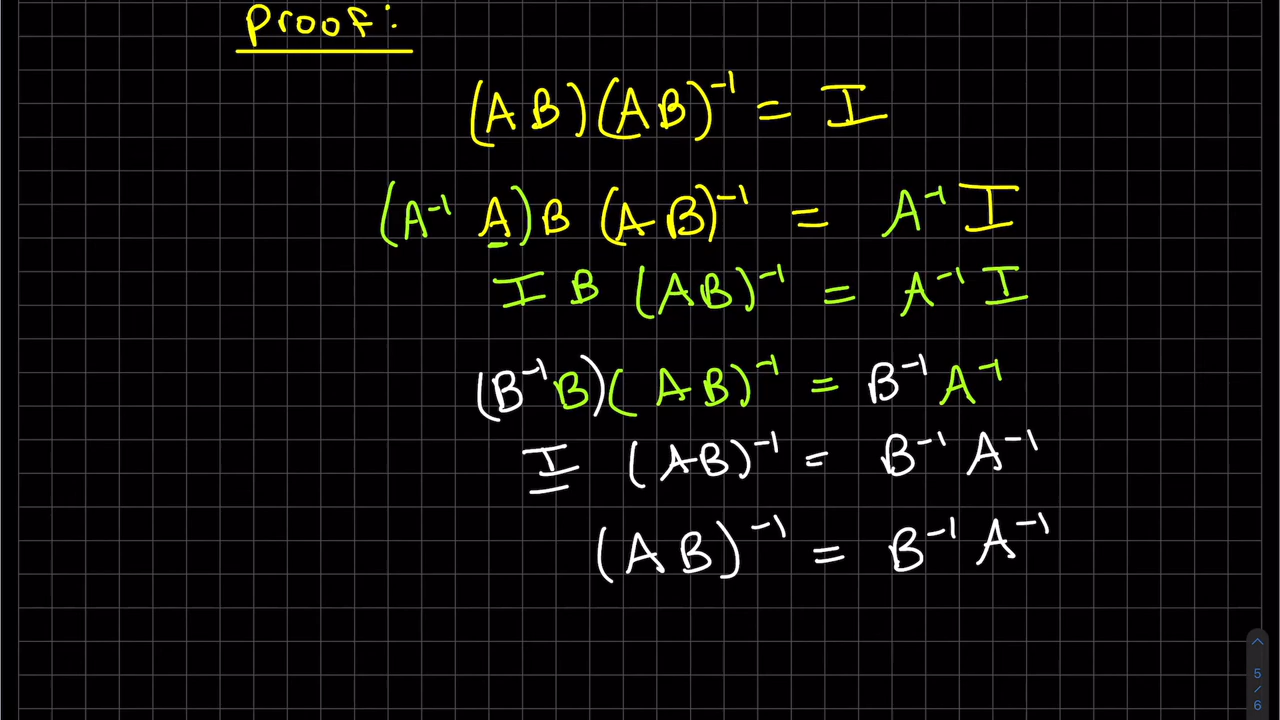 Proof:
(AB)(AB)⁻¹ = I
(A⁻¹ A)B (AB)⁻¹ = A⁻¹ I
I B (AB)⁻¹ = A⁻¹ I
(B⁻¹B)(AB)⁻¹ = B⁻¹ A⁻¹
I (AB)⁻¹ = B⁻¹ A⁻¹
(AB)⁻¹ = B⁻¹ A⁻¹
5
/
6